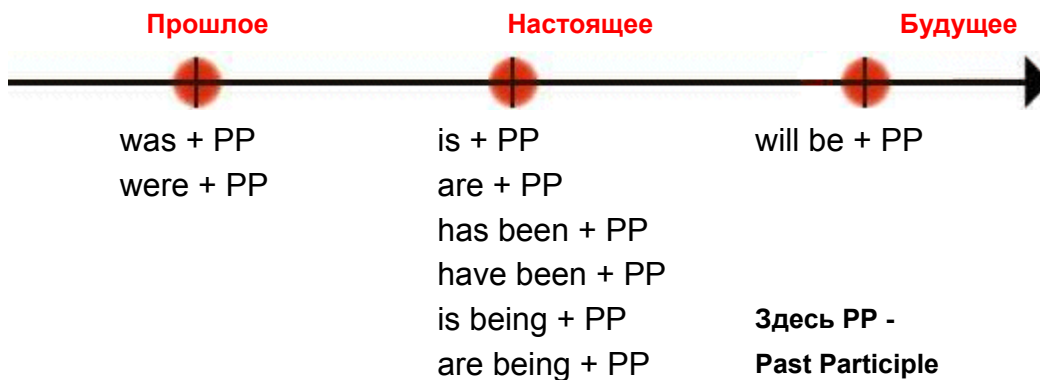 Прошлое Настоящее Будущее
was + PP is + PP will be + PP
were + PP are + PP
has been + PP
have been + PP
is being + PP Здесь PP -
are being + PP Past Participle